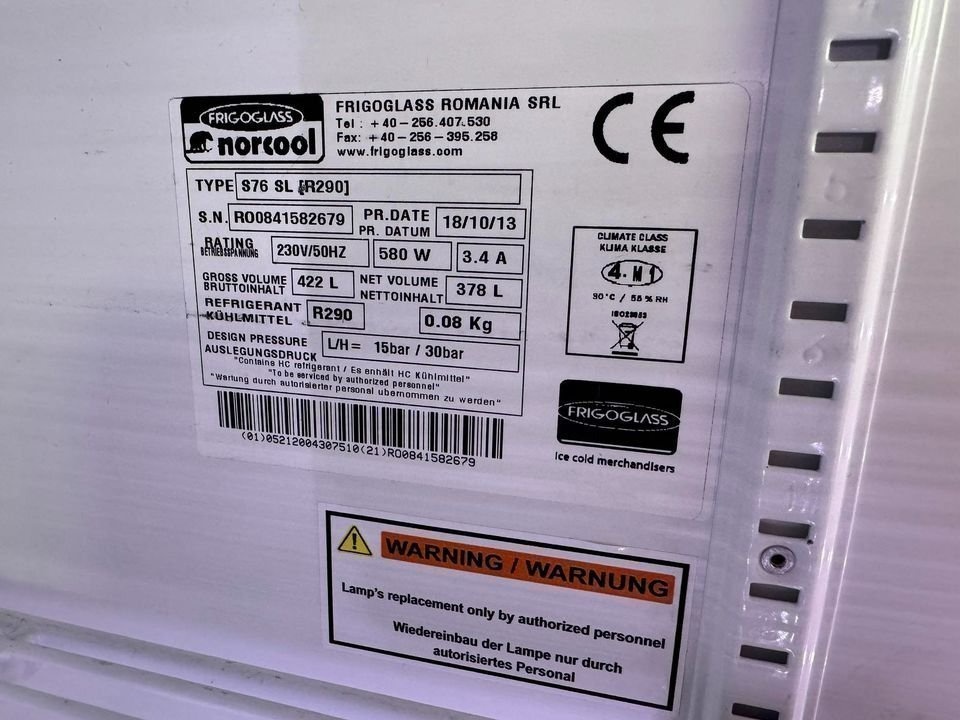 FRIGOGLASS
norcool
FRIGOGLASS ROMANIA SRL
Tel : +40-256.407.530
Fax: +40-256-395.258
www.frigoglass.com
CE
TYPE S76 SL [R290]
S.N. RO0841582679 PR.DATE PR. DATUM 18/10/13
RATING BETRIEBSSPANNUNG 230V/50HZ 580 W 3.4 A
GROSS VOLUME BRUTTOINHALT 422 L NET VOLUME NETTOINHALT 378 L
REFRIGERANT KÜHLMITTEL R290 0.08 Kg
DESIGN PRESSURE AUSLEGUNGSDRUCK L/H= 15bar / 30bar
"Contains HC refrigerant / Es enhält HC Kühlmittel"
"To be serviced by authorized personnel"
"Wartung durch autorisierter personal ubernommen zu werden"
(01)05212004307510(21)RO0841582679
CLIMATE CLASS
KLIMA KLASSE
4. M1
30°C / 55 % RH
ISO23953
FRIGOGLASS
Ice cold merchandisers
WARNING / WARNUNG
Lamp's replacement only by authorized personnel
Wiedereinbau der Lampe nur durch
autorisiertes Personal